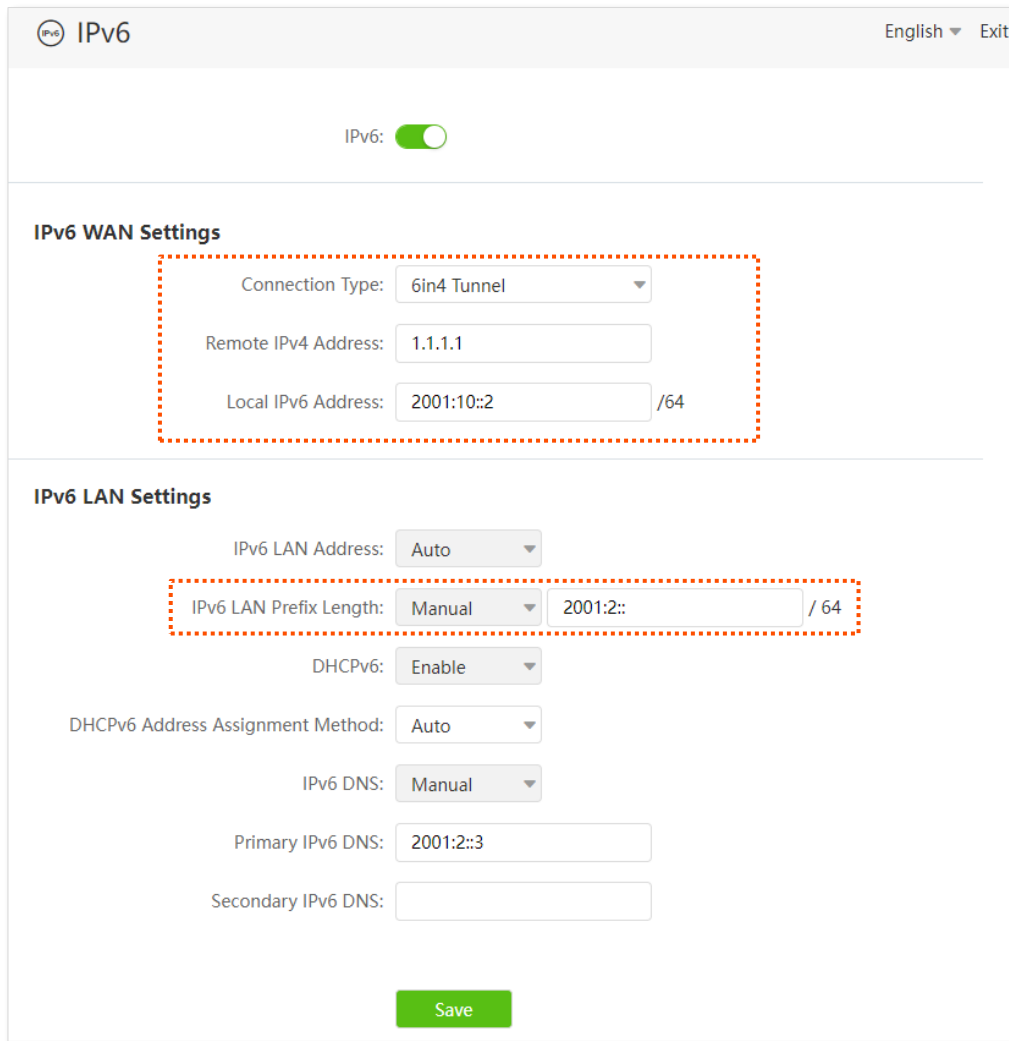 IPv6 IPv6 English Exit
IPv6:
IPv6 WAN Settings
Connection Type: 6in4 Tunnel
Remote IPv4 Address: 1.1.1.1
Local IPv6 Address: 2001:10::2 /64
IPv6 LAN Settings
IPv6 LAN Address: Auto
IPv6 LAN Prefix Length: Manual 2001:2:: / 64
DHCPv6: Enable
DHCPv6 Address Assignment Method: Auto
IPv6 DNS: Manual
Primary IPv6 DNS: 2001:2::3
Secondary IPv6 DNS:
Save